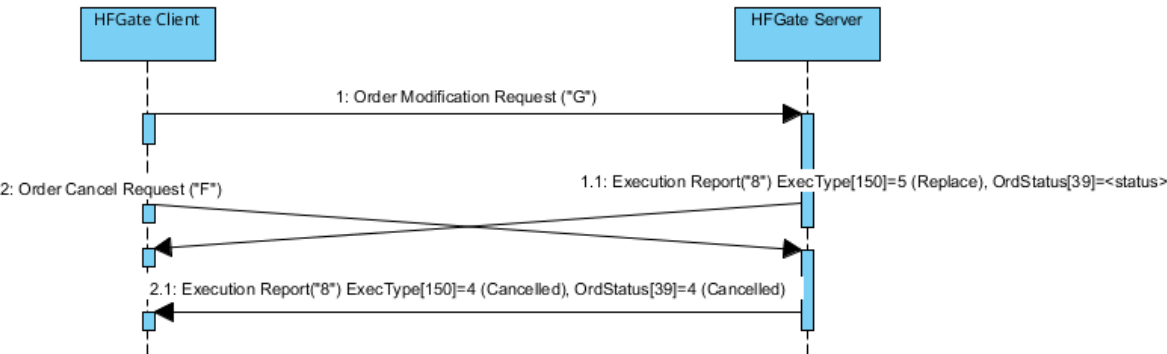 HFGate Client
HFGate Server
1: Order Modification Request ("G")
1.1: Execution Report("8") ExecType[150]=5 (Replace), OrdStatus[39]=<status>
2: Order Cancel Request ("F")
2.1: Execution Report("8") ExecType[150]=4 (Cancelled), OrdStatus[39]=4 (Cancelled)